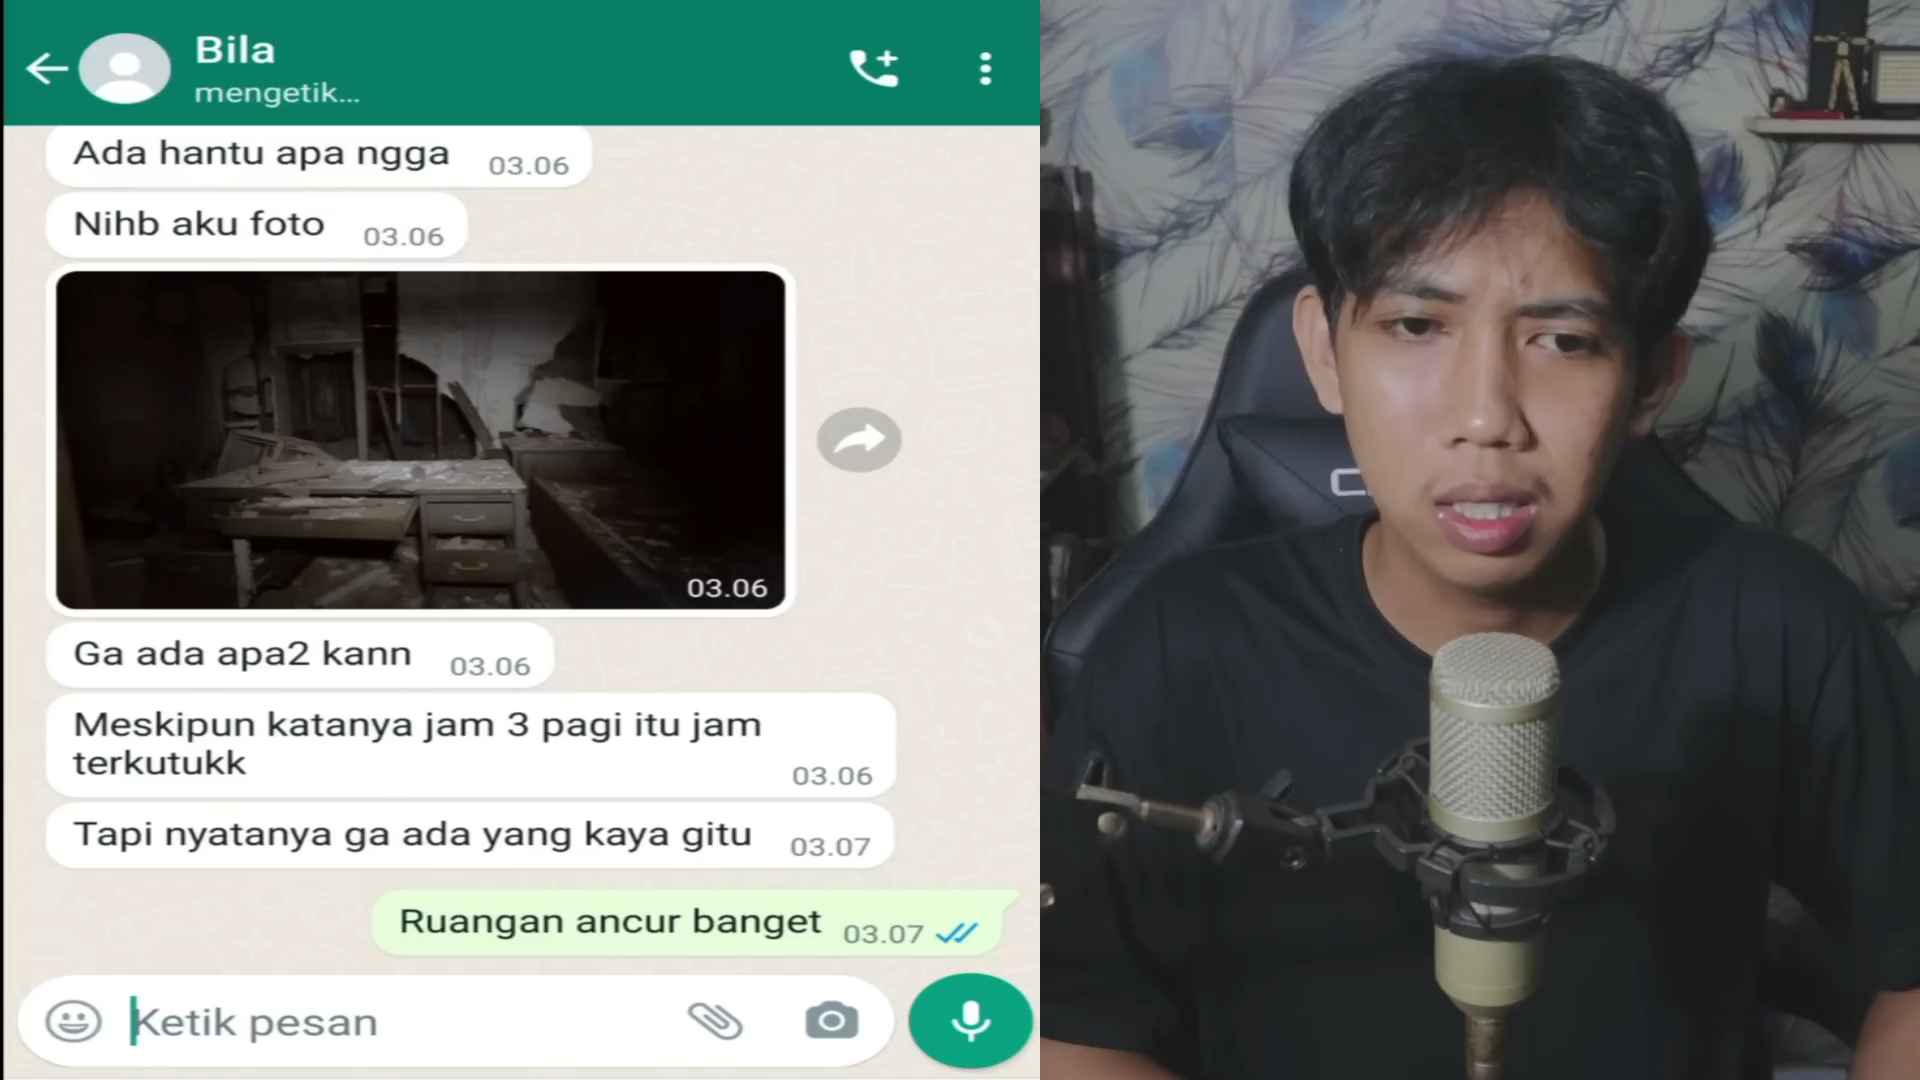 Bila
mengetik...
Ada hantu apa ngga 03.06
Nihb aku foto 03.06
03.06
Ga ada apa2 kann 03.06
Meskipun katanya jam 3 pagi itu jam
terkutukk 03.06
Tapi nyatanya ga ada yang kaya gitu 03.07
Ruangan ancur banget 03.07
Ketik pesan